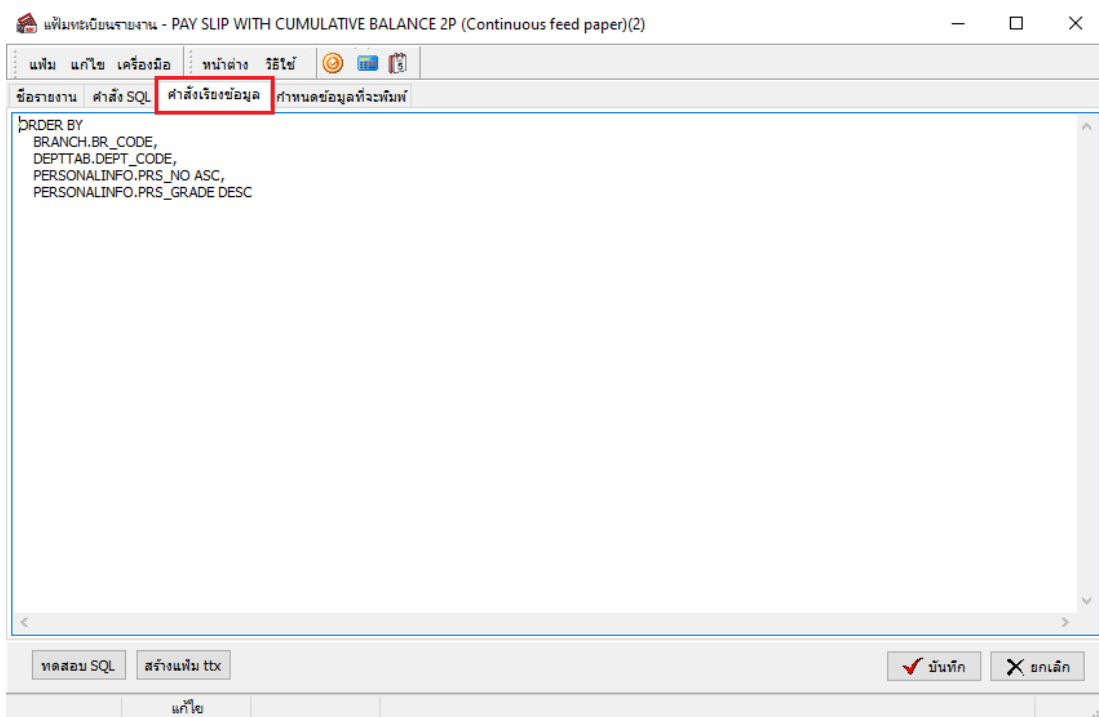 แฟ้มทะเบียนรายงาน - PAY SLIP WITH CUMULATIVE BALANCE 2P (Continuous feed paper)(2)
แฟ้ม แก้ไข เครื่องมือ หน้าต่าง วิธีใช้
ชื่อรายงาน คำสั่ง SQL คำสั่งเรียงข้อมูล กำหนดข้อมูลที่จะพิมพ์
ORDER BY
BRANCH.BR_CODE,
DEPTTAB.DEPT_CODE,
PERSONALINFO.PRS_NO ASC,
PERSONALINFO.PRS_GRADE DESC
ทดสอบ SQL สร้างแฟ้ม ttx บันทึก ยกเลิก
แก้ไข